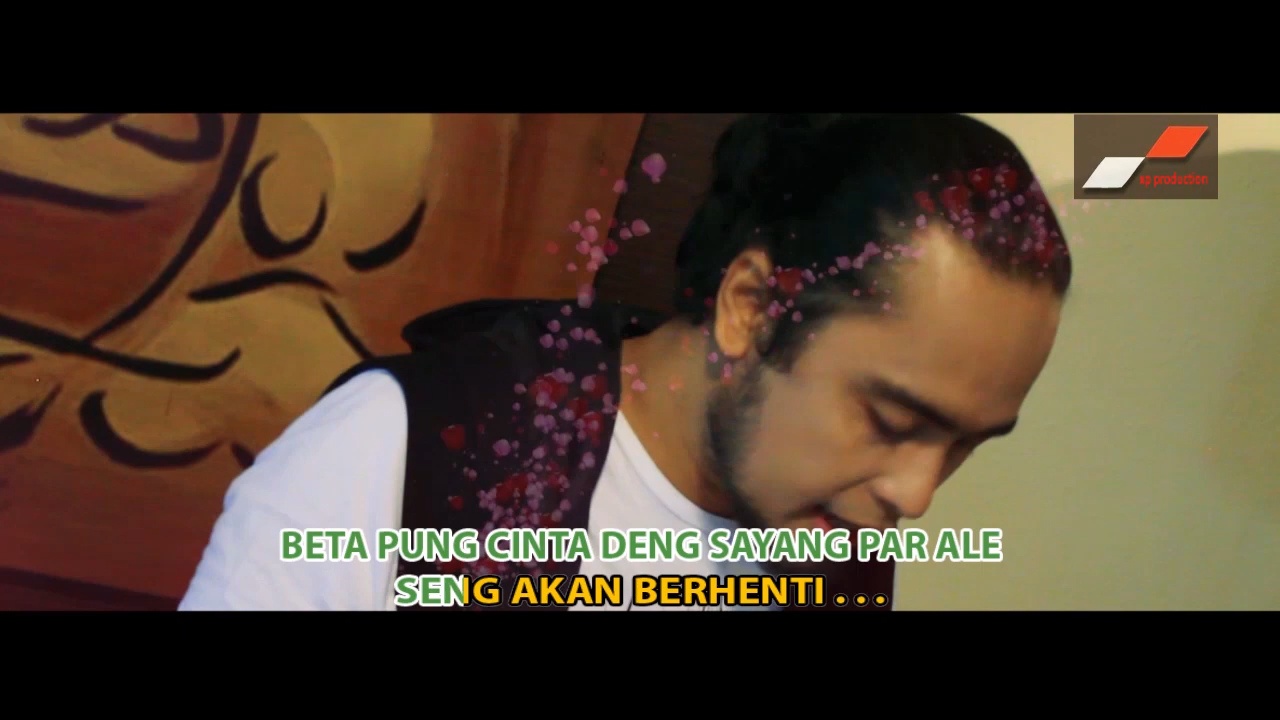 sp production
BETA PUNG CINTA DENG SAYANG PAR ALE
SENG AKAN BERHENTI . . .